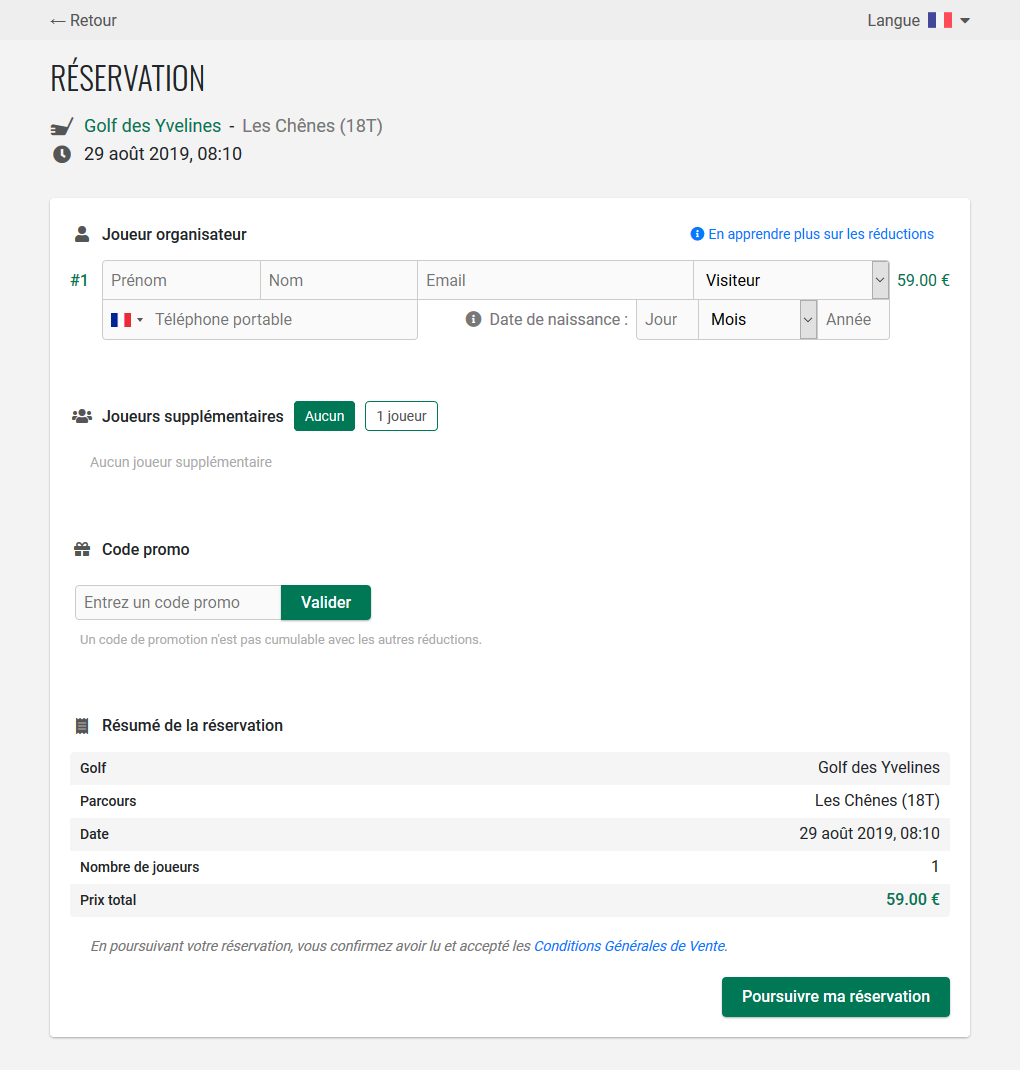 ← Retour
Langue
RÉSERVATION
Golf des Yvelines - Les Chênes (18T)
29 août 2019, 08:10
Joueur organisateur
En apprendre plus sur les réductions
#1 Prénom Nom Email Visiteur 59.00 €
Téléphone portable Date de naissance : Jour Mois Année
Joueurs supplémentaires Aucun 1 joueur
Aucun joueur supplémentaire
Code promo
Entrez un code promo Valider
Un code de promotion n'est pas cumulable avec les autres réductions.
Résumé de la réservation
Golf Golf des Yvelines
Parcours Les Chênes (18T)
Date 29 août 2019, 08:10
Nombre de joueurs 1
Prix total 59.00 €
En poursuivant votre réservation, vous confirmez avoir lu et accepté les Conditions Générales de Vente.
Poursuivre ma réservation